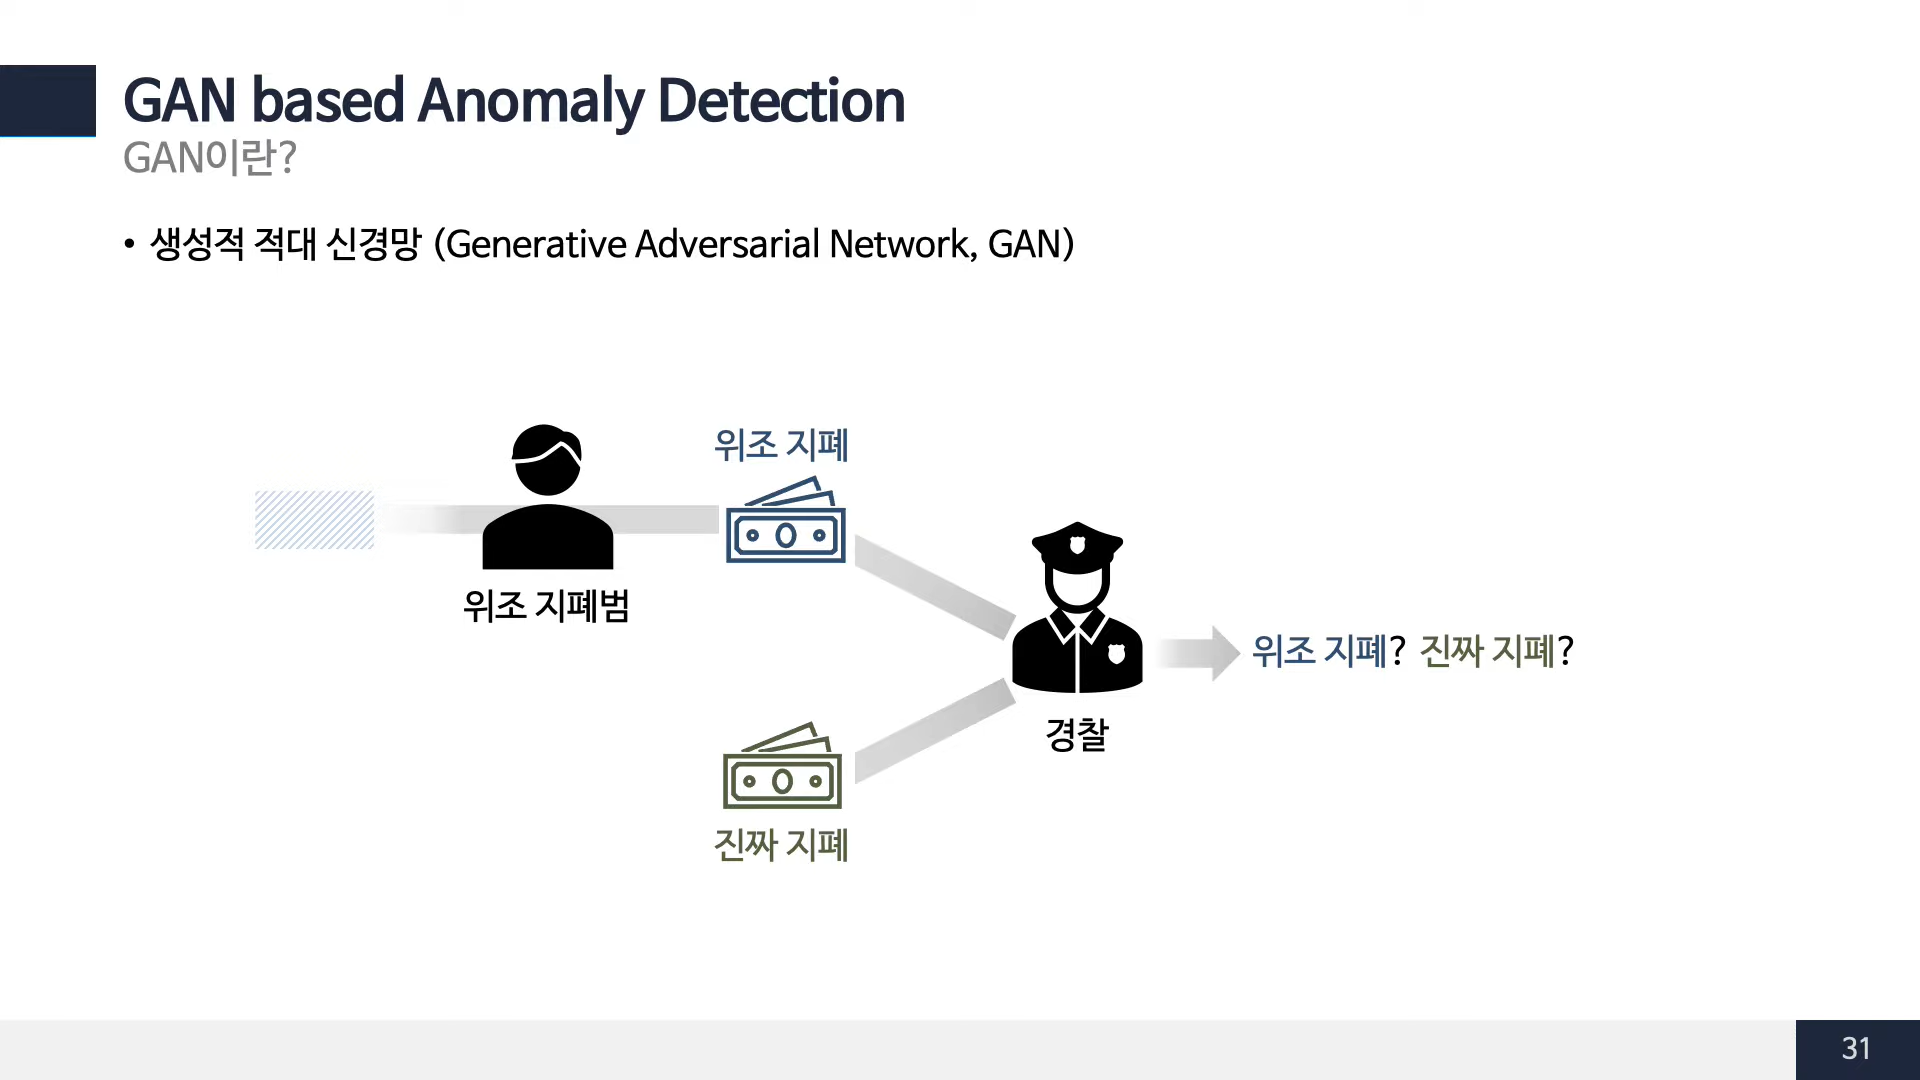 GAN based Anomaly Detection
GAN이란?
• 생성적 적대 신경망 (Generative Adversarial Network, GAN)
위조 지폐
위조 지폐범
위조 지폐? 진짜 지폐?
경찰
진짜 지폐
31